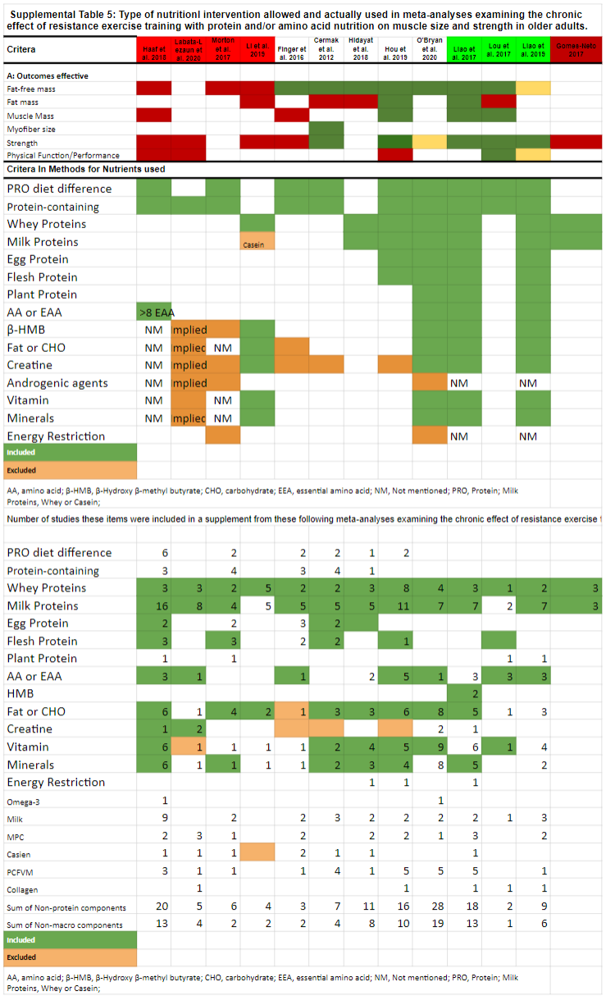 Supplemental Table 5: Type of nutritionl intervention allowed and actually used in meta-analyses examining the chronic
effect of resistance exercise training with protein and/or amino acid nutrition on muscle size and strength in older adults.
Critera Haaf et al. 2018 Labata-Lezaun et al. 2020 Morton et al. 2017 Li et al. 2019 Finger et al. 2016 Cermak et al. 2012 Hidayat et al. 2018 Hou et al. 2019 O'Bryan et al. 2020 Liao et al. 2017 Lou et al. 2017 Liao et al. 2019 Gomes-Neto 2017
A: Outcomes effective
Fat-free mass
Fat mass
Muscle Mass
Myofiber size
Strength
Physical Function/Performance
Critera In Methods for Nutrients used
PRO diet difference
Protein-containing
Whey Proteins
Milk Proteins Casein
Egg Protein
Flesh Protein
Plant Protein
AA or EAA >8 EAA
β-HMB NM mplied
Fat or CHO NM mplied NM
Creatine NM mplied
Androgenic agents NM mplied NM NM
Vitamin NM NM
Minerals NM mplied NM
Energy Restriction NM NM
Included
Excluded
AA, amino acid; β-HMB, β-Hydroxy β-methyl butyrate; CHO, carbohydrate; EEA, essential amino acid; NM, Not mentioned; PRO, Protein; Milk
Proteins, Whey or Casein;
Number of studies these items were included in a supplement from these following meta-analyses examining the chronic effect of resistance exercise
PRO diet difference 6 2 2 2 1 2
Protein-containing 3 4 3 4 1
Whey Proteins 3 3 2 5 2 2 3 8 4 3 1 2 3
Milk Proteins 16 8 4 5 5 5 5 11 7 7 2 7 3
Egg Protein 2 2 3 2
Flesh Protein 3 3 2 2 1
Plant Protein 1 1 1 1
AA or EAA 3 1 1 2 5 1 3 3 3
HMB 2
Fat or CHO 6 1 4 2 1 3 3 6 8 5 1 3
Creatine 1 2 2 1
Vitamin 6 1 1 1 1 2 4 5 9 6 1 4
Minerals 6 1 1 1 1 2 3 4 8 5 2
Energy Restriction 1 1 1
Omega-3 1 1
Milk 9 2 2 3 2 2 2 2 1 3
MPC 2 3 1 2 2 2 1 3 2
Casien 1 1 1 2 1 1 1
PCFVM 3 1 1 1 4 1 5 5 5 1
Collagen 1 1 1 1 1
Sum of Non-protein components 20 5 6 4 3 7 11 16 28 18 2 9
Sum of Non-macro components 13 4 2 2 2 4 8 10 19 13 1 6
Included
Excluded
AA, amino acid; β-HMB, β-Hydroxy β-methyl butyrate; CHO, carbohydrate; EEA, essential amino acid; NM, Not mentioned; PRO, Protein; Milk
Proteins, Whey or Casein;